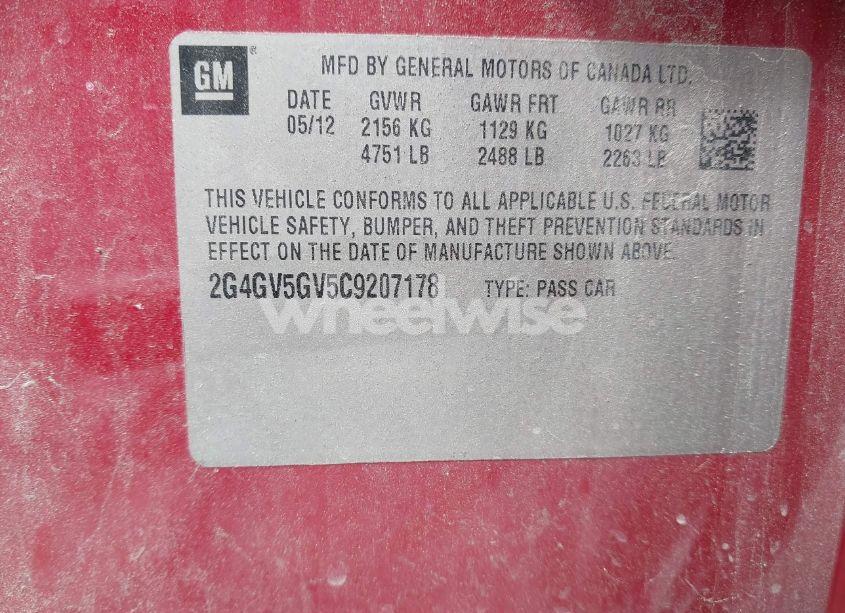 GM ®
MFD BY GENERAL MOTORS OF CANADA LTD.
DATE GVWR GAWR FRT GAWR RR
05/12 2156 KG 1129 KG 1027 KG
4751 LB 2488 LB 2263 LB
THIS VEHICLE CONFORMS TO ALL APPLICABLE U.S. FEDERAL MOTOR
VEHICLE SAFETY, BUMPER, AND THEFT PREVENTION STANDARDS IN
EFFECT ON THE DATE OF MANUFACTURE SHOWN ABOVE.
2G4GV5GV5C9207178 TYPE: PASS CAR
wheelwise